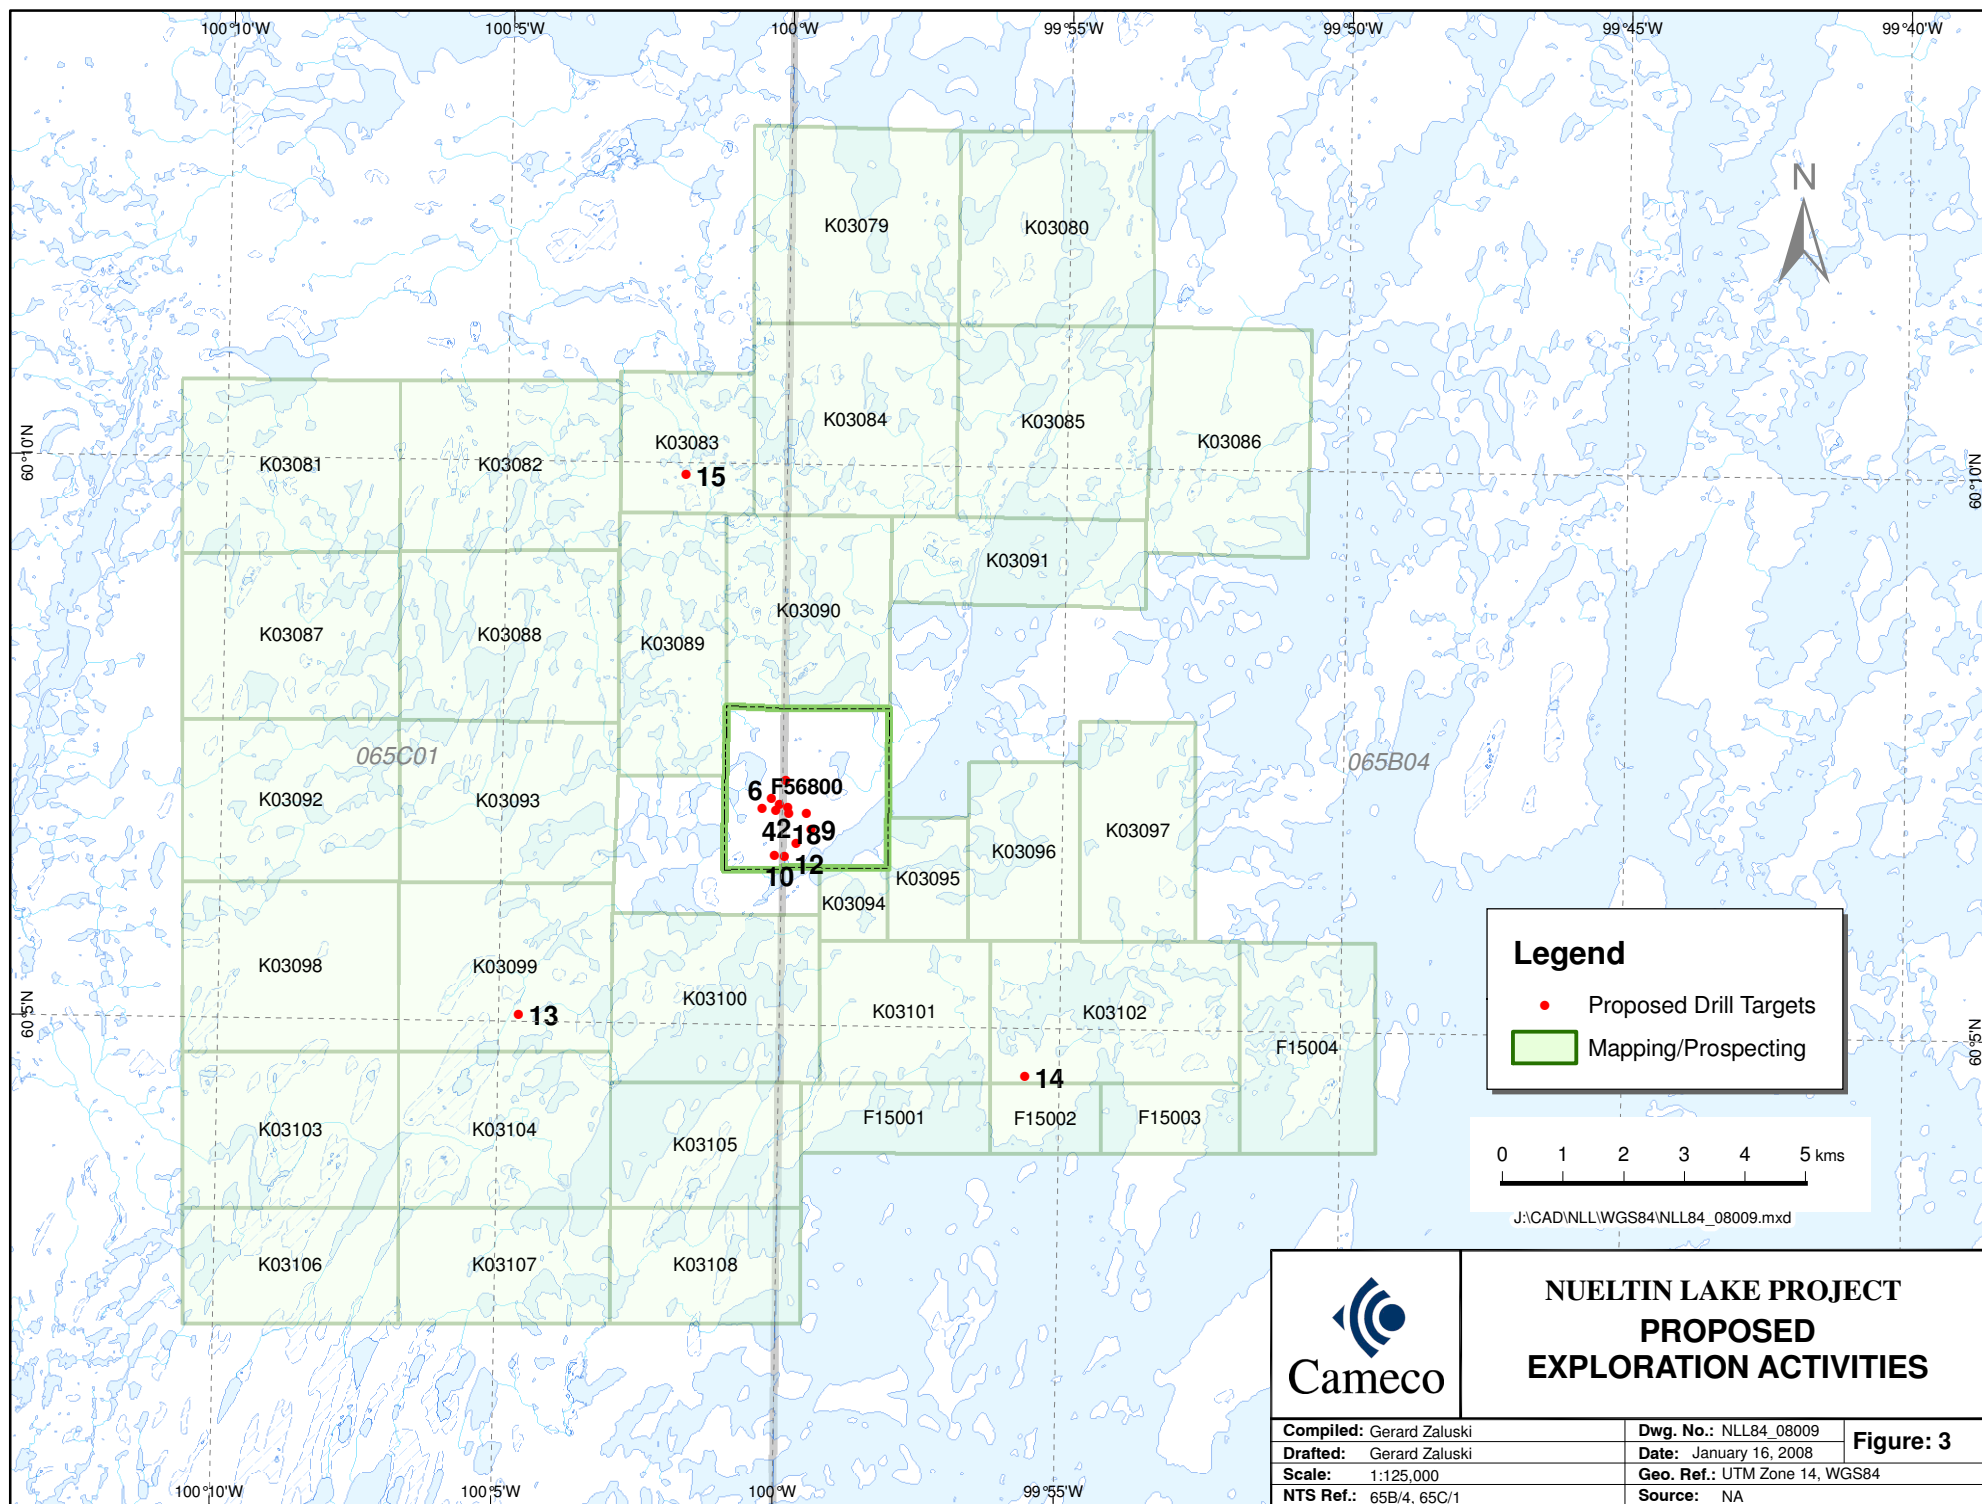 100°10'W 100°5'W 100°W 99°55'W 99°50'W 99°45'W 99°40'W
N
K03079 K03080
K03083 K03084 K03085 K03086
60°10'N K03081 K03082 60°10'N
15
K03091
K03090
K03087 K03088 K03089
065C01 065B04
K03092 K03093
6 F56800
42 189
10 12
K03097
K03096
K03095
K03094
K03098 K03099
K03100 K03101 K03102
60°5'N 13 F15004 60°5'N
14
F15001 F15002 F15003
K03103 K03104 K03105
K03106 K03107 K03108
Legend
Proposed Drill Targets
Mapping/Prospecting
0 1 2 3 4 5 kms
J:\CAD\NLL\WGS84\NLL84_08009.mxd
Cameco
NUELTIN LAKE PROJECT
PROPOSED
EXPLORATION ACTIVITIES
Compiled: Gerard Zaluski Dwg. No.: NLL84_08009
Figure: 3
Drafted: Gerard Zaluski Date: January 16, 2008
Scale: 1:125,000 Geo. Ref.: UTM Zone 14, WGS84
NTS Ref.: 65B/4, 65C/1 Source: NA
100°10'W 100°5'W 100°W 99°55'W